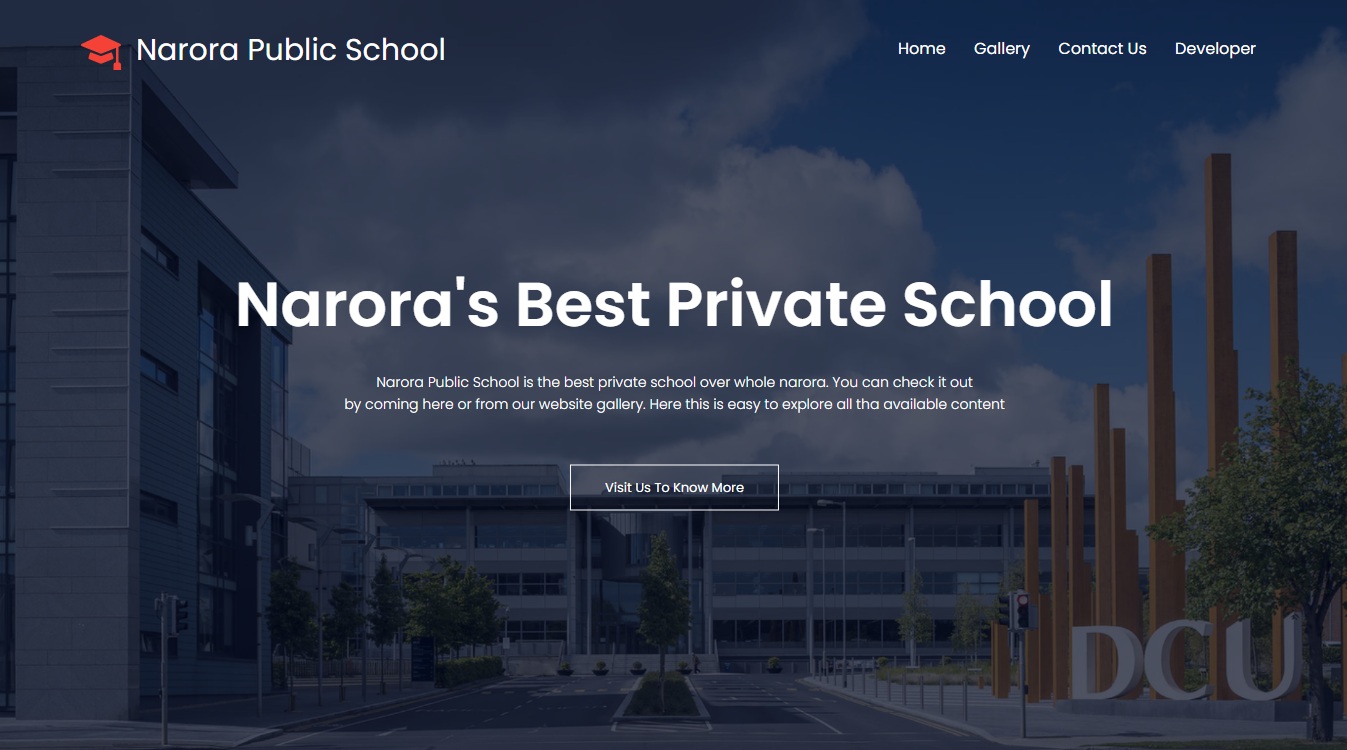 Narora Public School
Home Gallery Contact Us Developer
Narora's Best Private School
Narora Public School is the best private school over whole narora. You can check it out
by coming here or from our website gallery. Here this is easy to explore all tha available content
Visit Us To Know More
DCU